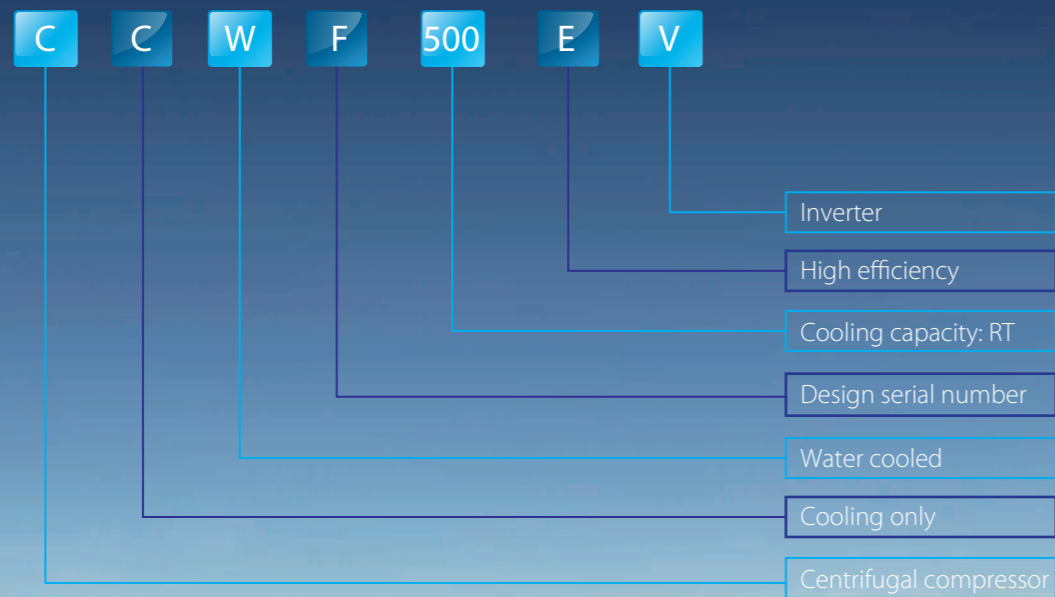 C C W F 500 E V
Inverter
High efficiency
Cooling capacity: RT
Design serial number
Water cooled
Cooling only
Centrifugal compressor